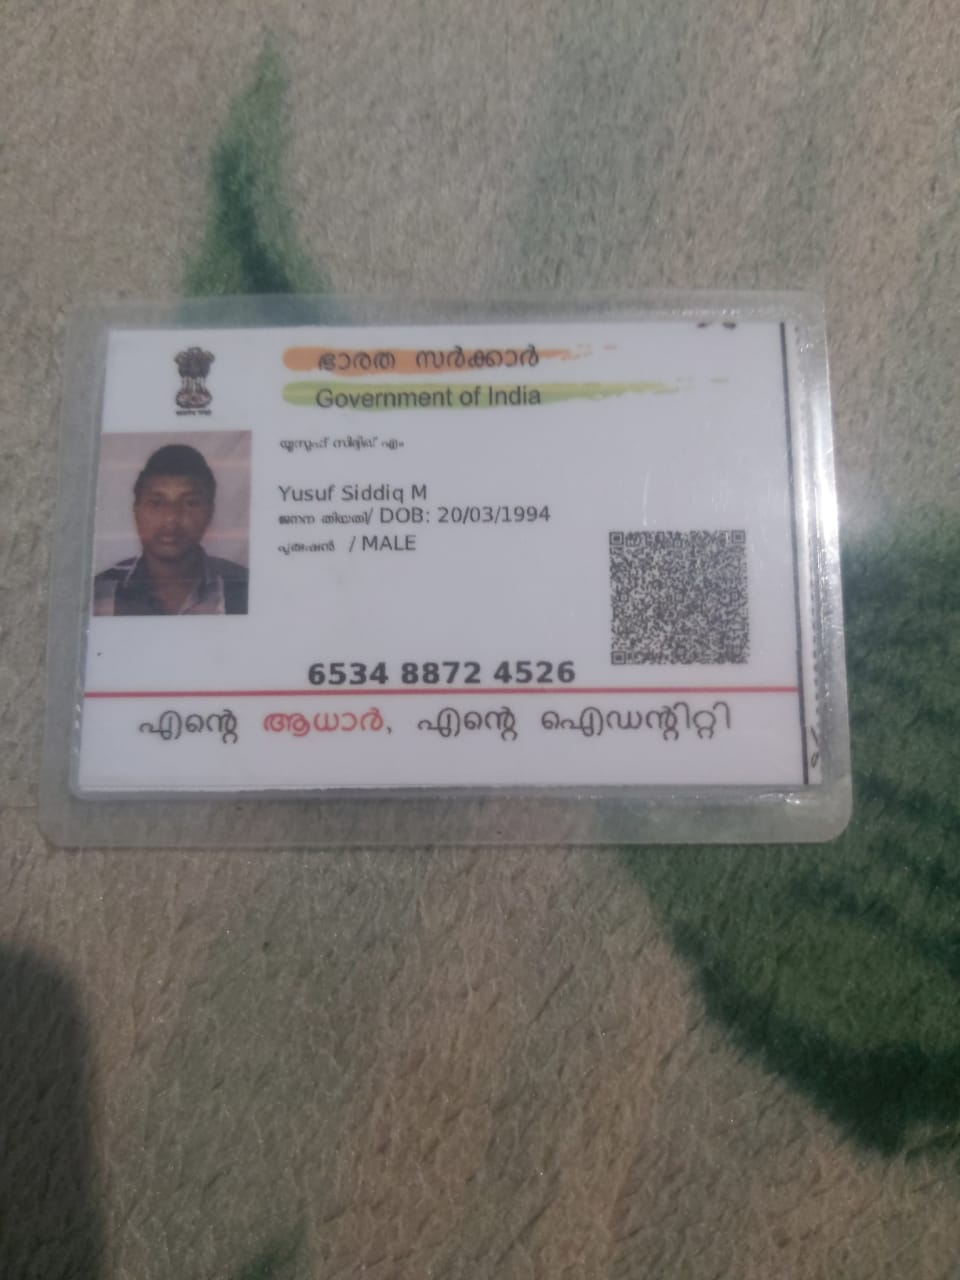 ഭാരത സർക്കാർ
Government of India
യൂസുഫ് സിദ്ദിഖ് എം
Yusuf Siddiq M
ജനന തിയതി/ DOB: 20/03/1994
പുരുഷൻ / MALE
6534 8872 4526
എന്റെ ആധാർ, എന്റെ ഐഡന്റിറ്റി